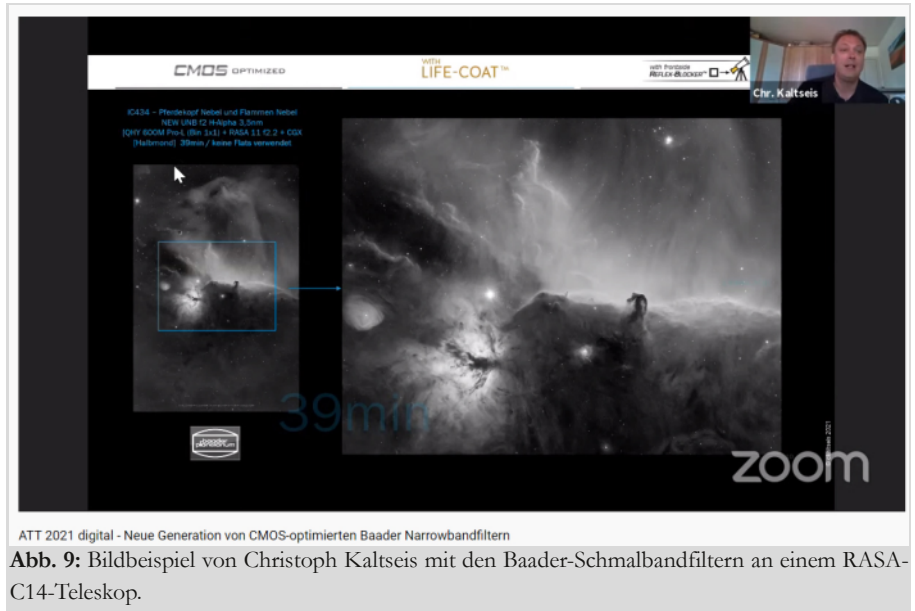 CMOS OPTIMIZED
WITH
LIFE-COAT™
with frontside
REFLEX-BLOCKER™
Chr. Kaltseis
IC434 – Pferdekopf Nebel und Flammen Nebel
NEW UNB f2 H-Alpha 3,5nm
[QHY 600M Pro-L (Bin 1x1) + RASA 11 f2.2 + CGX
[Halbmond] 39min / keine Flats verwendet
39min
baader
planetarium
2021
zoom
ATT 2021 digital - Neue Generation von CMOS-optimierten Baader Narrowbandfiltern
Abb. 9: Bildbeispiel von Christoph Kaltseis mit den Baader-Schmalbandfiltern an einem RASA-
C14-Teleskop.